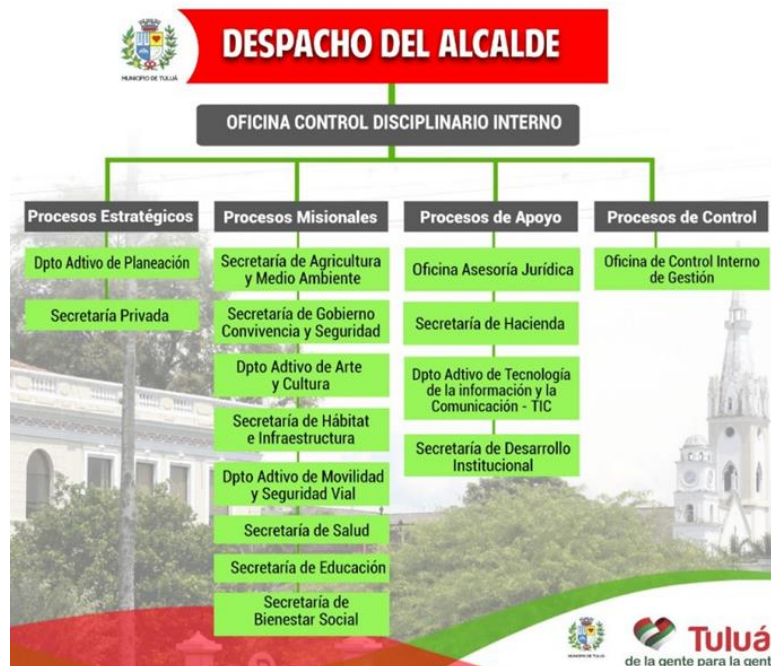 DESPACHO DEL ALCALDE
MUNICIPIO DE TULUÁ
OFICINA CONTROL DISCIPLINARIO INTERNO
Procesos Estratégicos
Dpto Adtivo de Planeación
Secretaría Privada
Procesos Misionales
Secretaría de Agricultura
y Medio Ambiente
Secretaría de Gobierno
Convivencia y Seguridad
Dpto Adtivo de Arte
y Cultura
Secretaría de Hábitat
e Infraestructura
Dpto Adtivo de Movilidad
y Seguridad Vial
Secretaría de Salud
Secretaría de Educación
Secretaría de
Bienestar Social
Procesos de Apoyo
Oficina Asesoría Jurídica
Secretaría de Hacienda
Dpto Adtivo de Tecnología
de la información y la
Comunicación - TIC
Secretaría de Desarrollo
Institucional
Procesos de Control
Oficina de Control Interno
de Gestión
MUNICIPIO DE TULUÁ
Tuluá
de la gente para la gent